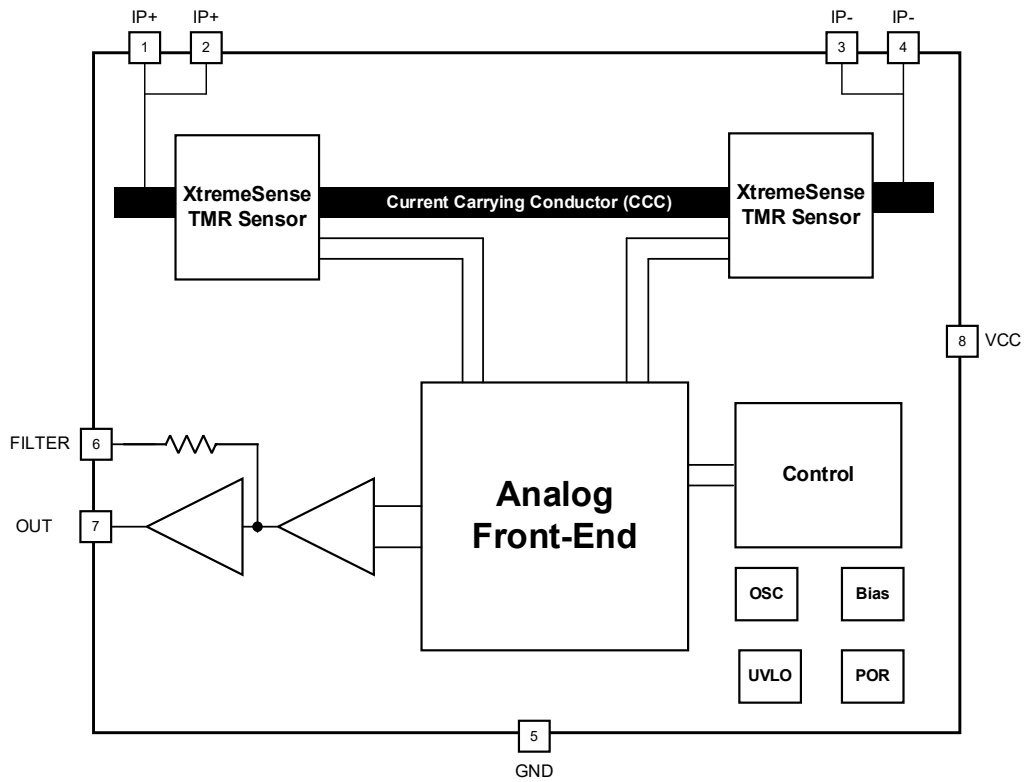 IP+ IP+ IP- IP-
1 2 3 4
XtremeSense
TMR Sensor
Current Carrying Conductor (CCC)
XtremeSense
TMR Sensor
8 VCC
FILTER 6
OUT 7
Analog
Front-End
Control
OSC Bias
UVLO POR
5
GND